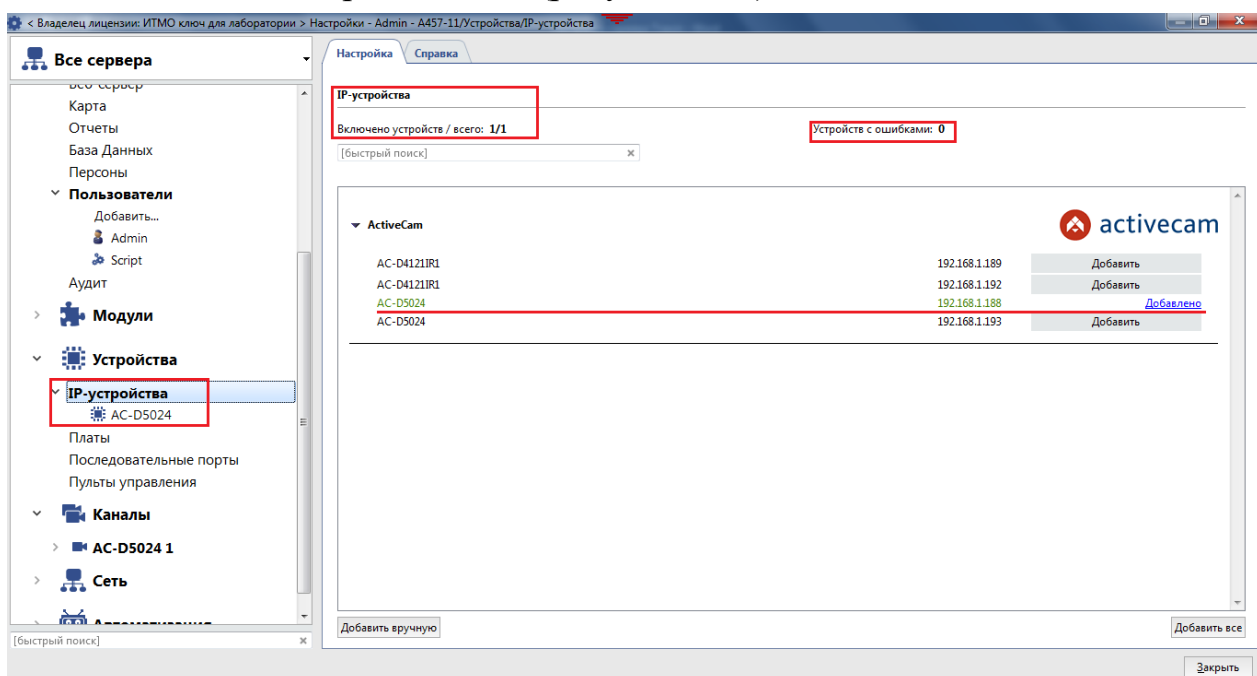 < Владелец лицензии: ИТМО ключ для лаборатории > Настройки - Admin - A457-11/Устройства/IP-устройства
Все сервера
Веб-сервер
Карта
Отчеты
База Данных
Персоны
Пользователи
Добавить...
Admin
Script
Аудит
Модули
Устройства
IP-устройства
AC-D5024
Платы
Последовательные порты
Пульты управления
Каналы
AC-D5024 1
Сеть
Автоматизация
[быстрый поиск]
Настройка Справка
IP-устройства
Включено устройств / всего: 1/1 Устройств с ошибками: 0
[быстрый поиск]
ActiveCam activecam
AC-D4121IR1 192.168.1.189 Добавить
AC-D4121IR1 192.168.1.192 Добавить
AC-D5024 192.168.1.188 Добавлено
AC-D5024 192.168.1.193 Добавить
Добавить вручную Добавить все
Закрыть